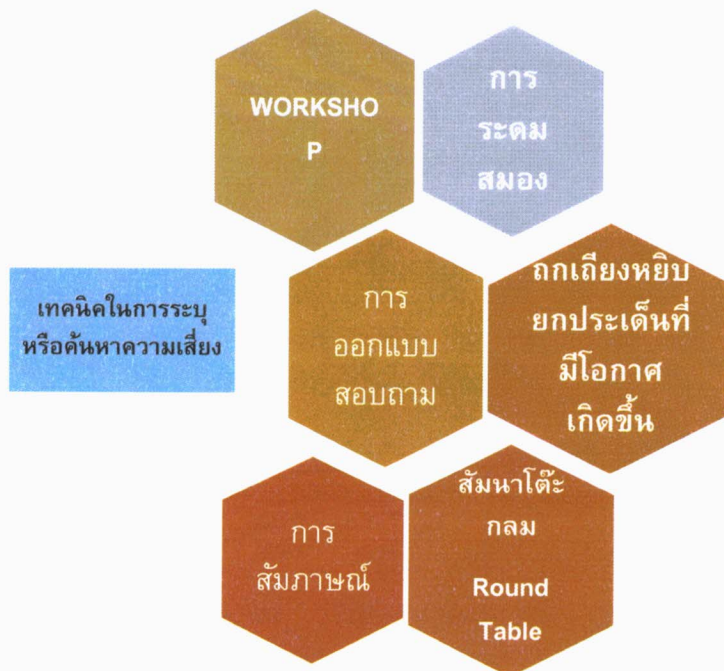 WORKSHO
P
การ
ระดม
สมอง
เทคนิคในการระบุ
หรือค้นหาความเสี่ยง
การ
ออกแบบ
สอบถาม
ถกเถียงหยิบ
ยกประเด็นที่
มีโอกาศ
เกิดขึ้น
การ
สัมภาษณ์
สัมนาโต๊ะ
กลม
Round
Table